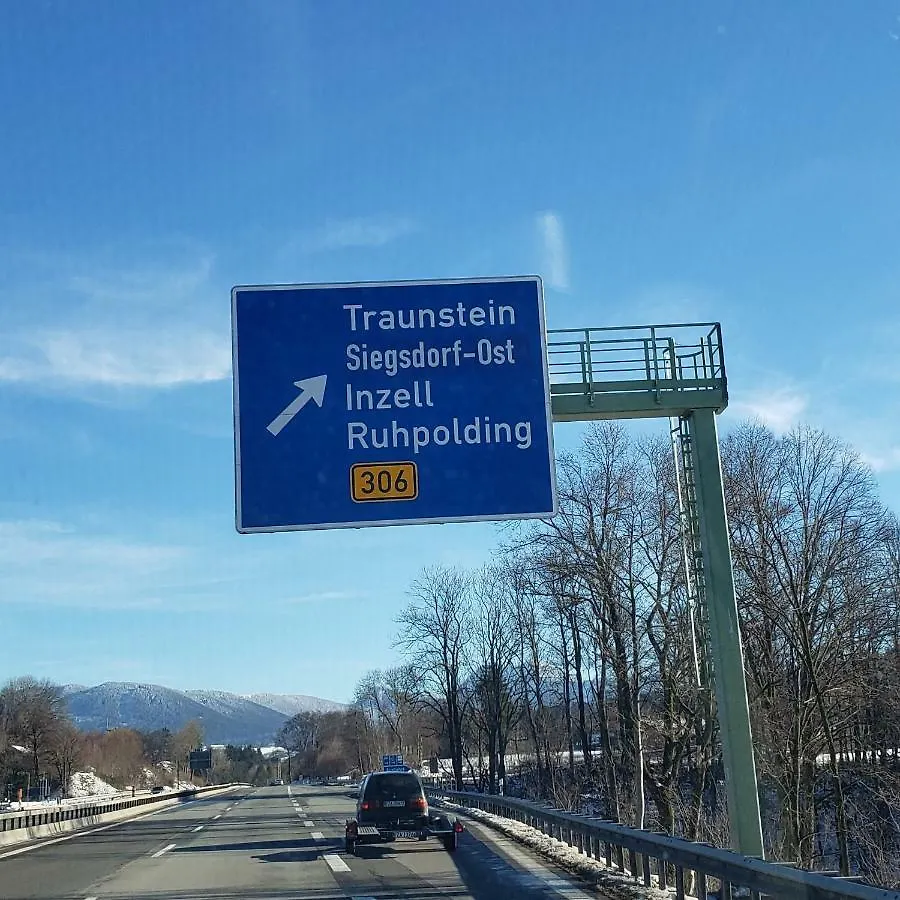 Traunstein
Siegsdorf-Ost
Inzell
Ruhpolding
306